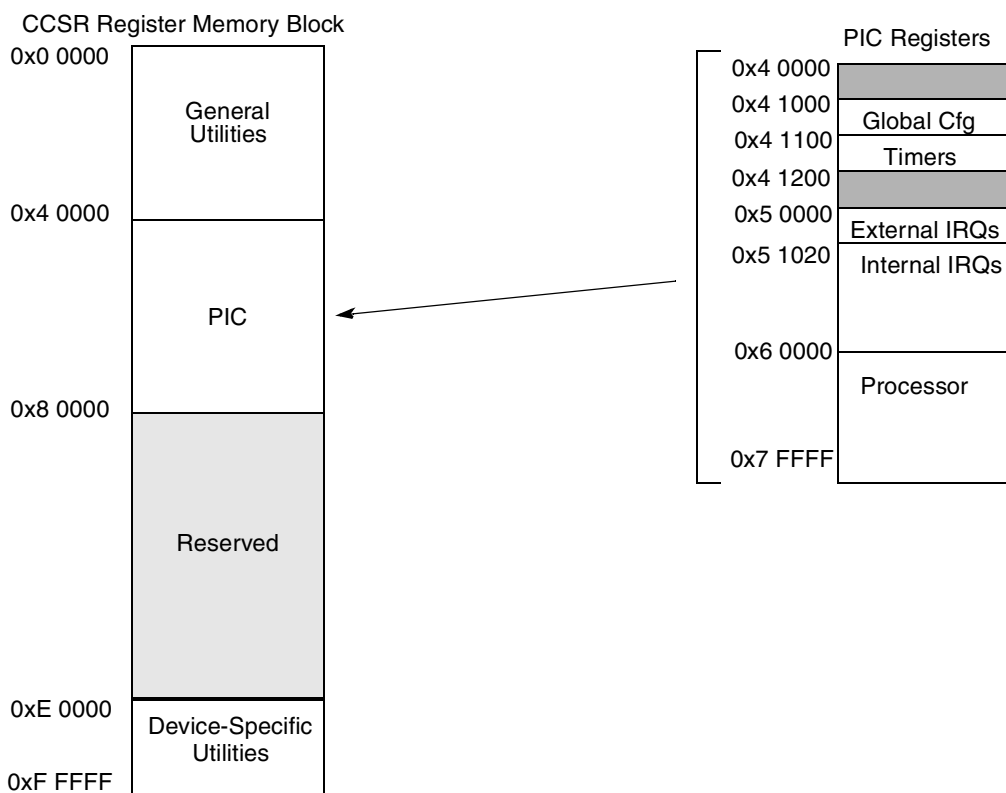 CCSR Register Memory Block
0x0 0000
General
Utilities
0x4 0000
PIC
0x8 0000
Reserved
0xE 0000
Device-Specific
Utilities
0xF FFFF
PIC Registers
0x4 0000
0x4 1000
Global Cfg
0x4 1100
Timers
0x4 1200
0x5 0000
External IRQs
0x5 1020
Internal IRQs
0x6 0000
Processor
0x7 FFFF